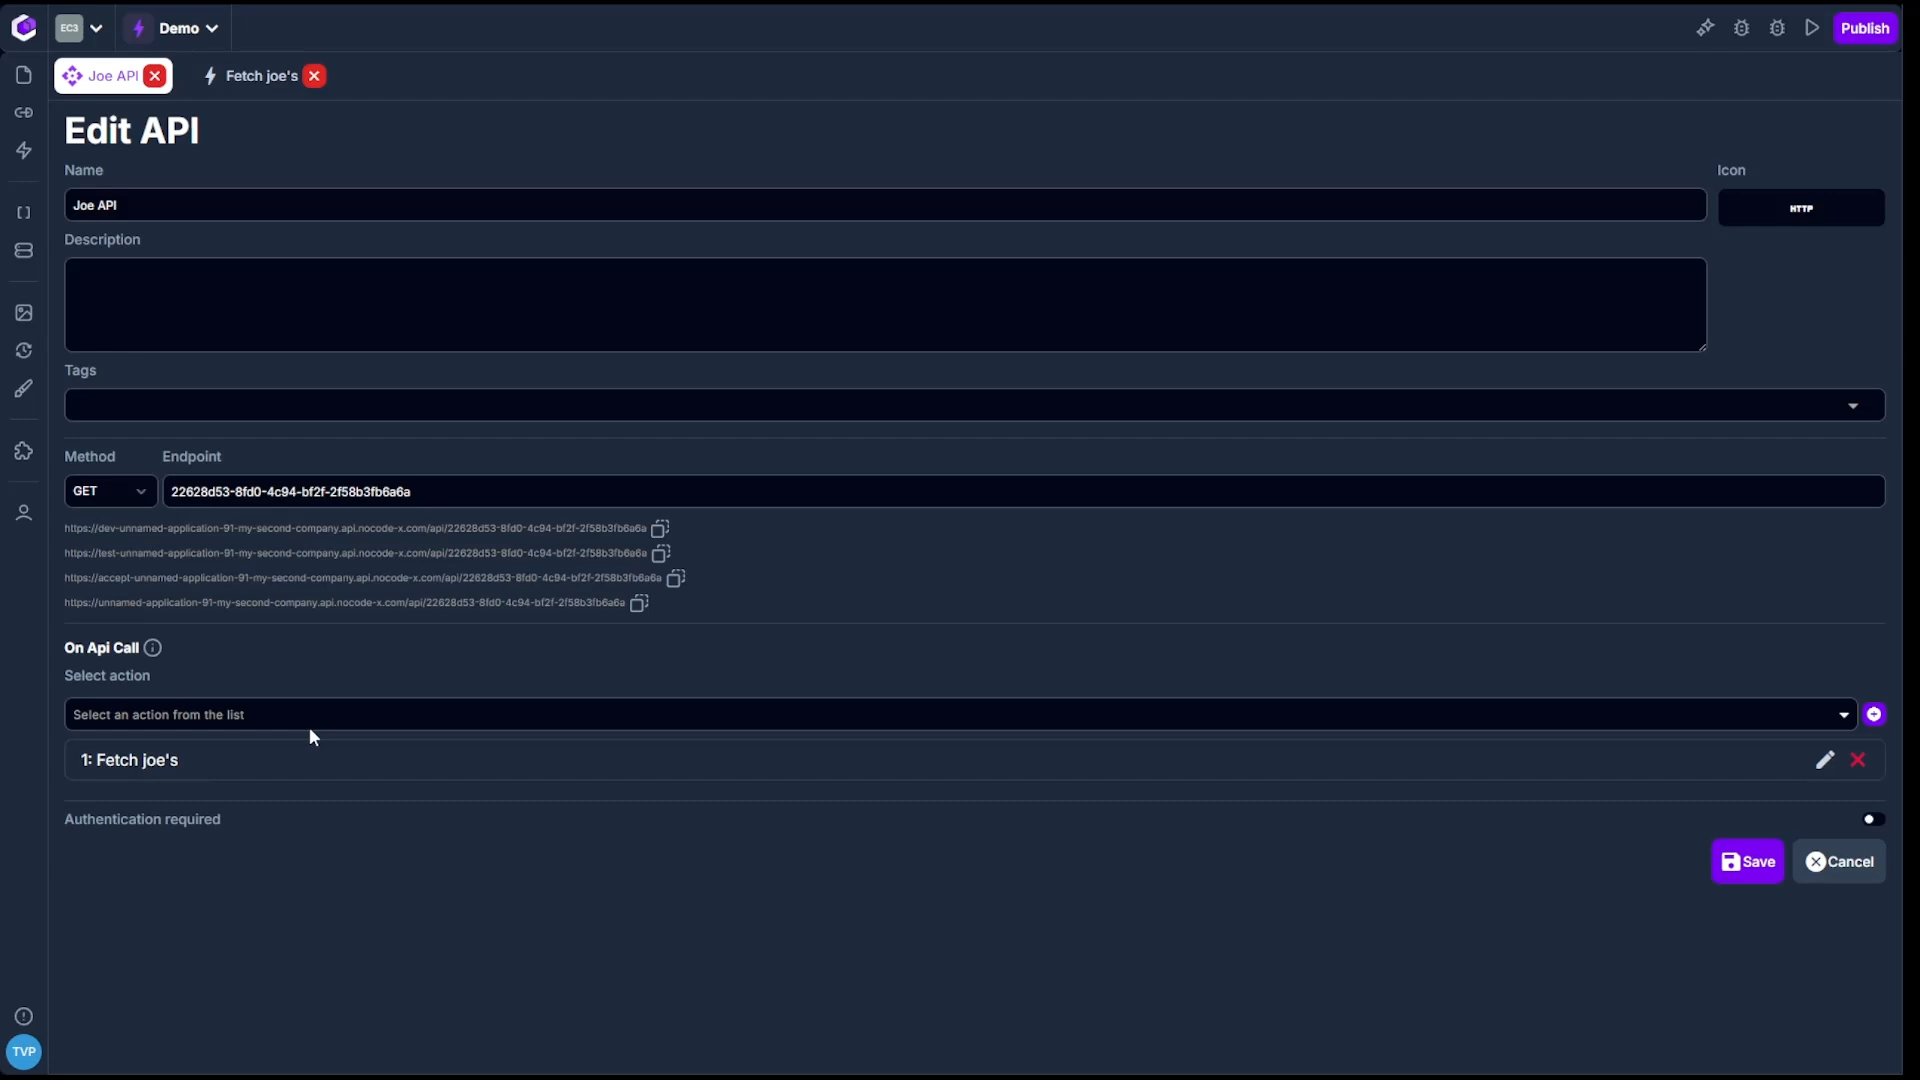 EC3
Demo
Publish
Joe API
Fetch joe's
Edit API
Name
Icon
Joe API
HTTP
Description
Tags
Method
Endpoint
GET
22628d53-8fd0-4c94-bf2f-2f58b3fb6a6a
https://dev-unnamed-application-91-my-second-company.api.nocode-x.com/api/22628d53-8fd0-4c94-bf2f-2f58b3fb6a6a
https://test-unnamed-application-91-my-second-company.api.nocode-x.com/api/22628d53-8fd0-4c94-bf2f-2f58b3fb6a6a
https://accept-unnamed-application-91-my-second-company.api.nocode-x.com/api/22628d53-8fd0-4c94-bf2f-2f58b3fb6a6a
https://unnamed-application-91-my-second-company.api.nocode-x.com/api/22628d53-8fd0-4c94-bf2f-2f58b3fb6a6a
On Api Call
Select action
Select an action from the list
1: Fetch joe's
Authentication required
Save
Cancel
TVP